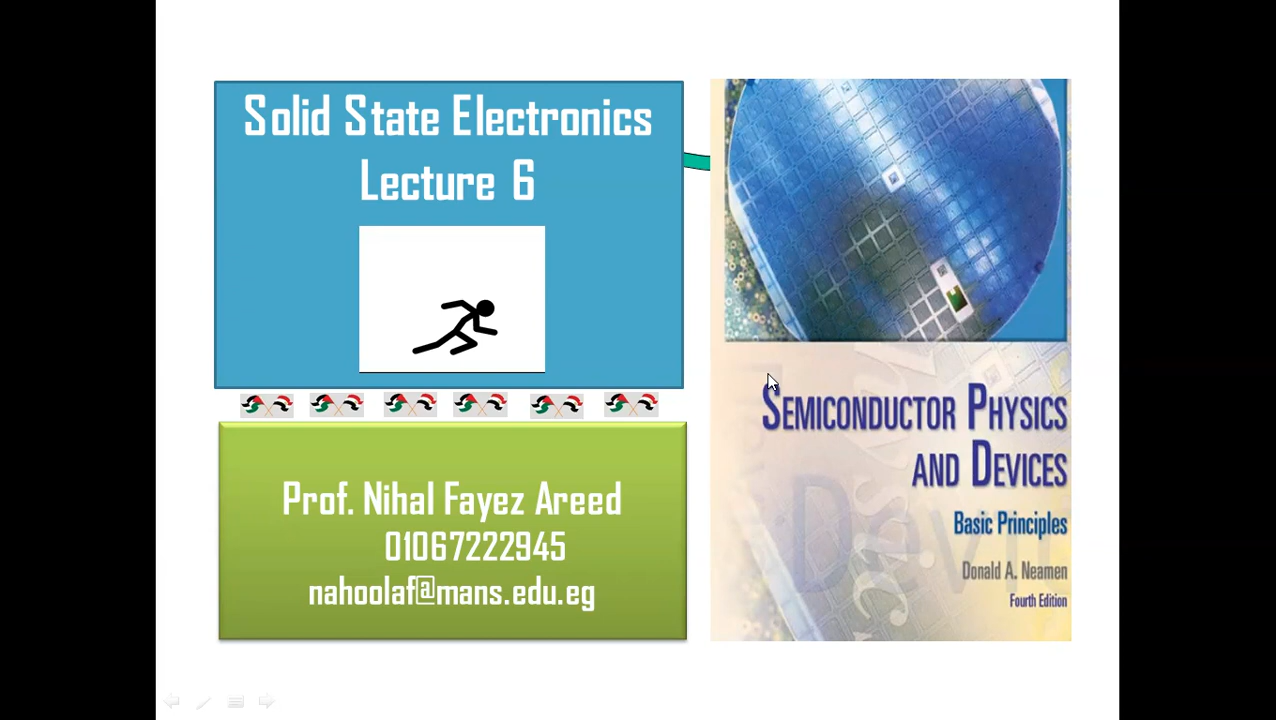 Solid State Electronics
Lecture 6
Prof. Nihal Fayez Areed
01067222945
nahoolaf@mans.edu.eg
SEMICONDUCTOR PHYSICS
AND DEVICES
Basic Principles
Donald A. Neamen
Fourth Edition